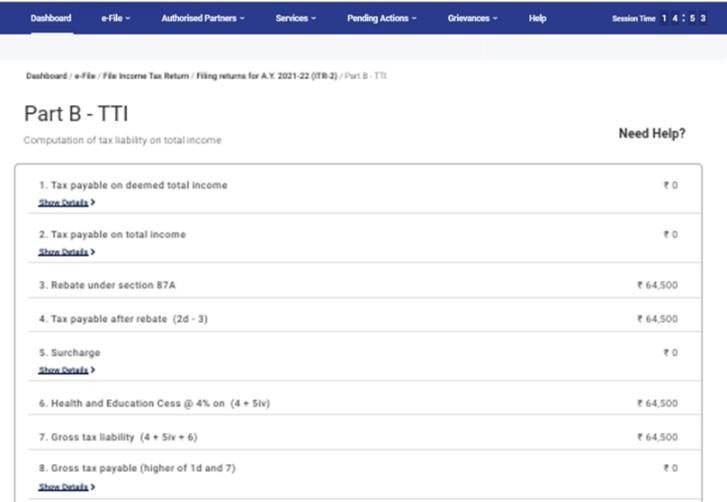 Dashboard e-File Authorised Partners Services Pending Actions Grievances Help Session Time 1 4 : 5 3
Dashboard / e-File / File Income Tax Return / Filing returns for A.Y. 2021-22 (ITR-2) / Part B - TTI
Part B - TTI
Computation of tax liability on total income
Need Help?
1. Tax payable on deemed total income ₹ 0
Show Details >
2. Tax payable on total income ₹ 0
Show Details >
3. Rebate under section 87A ₹ 64,500
4. Tax payable after rebate (2d - 3) ₹ 64,500
5. Surcharge ₹ 0
Show Details >
6. Health and Education Cess @ 4% on (4 + 5iv) ₹ 64,500
7. Gross tax liability (4 + 5iv + 6) ₹ 64,500
8. Gross tax payable (higher of 1d and 7) ₹ 0
Show Details >